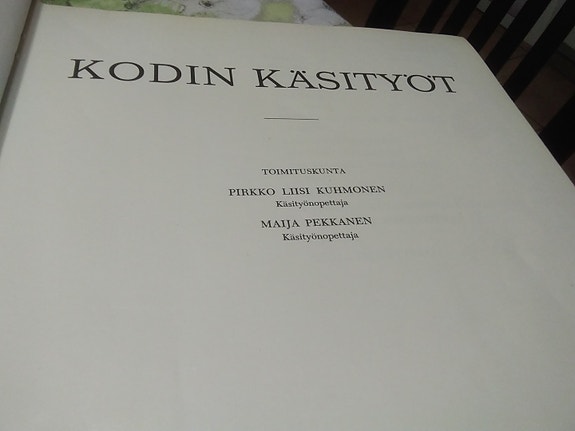 KODIN KÄSITYÖT
TOIMITUSKUNTA
PIRKKO LIISI KUHMONEN
Käsityönopettaja
MAIJA PEKKANEN
Käsityönopettaja